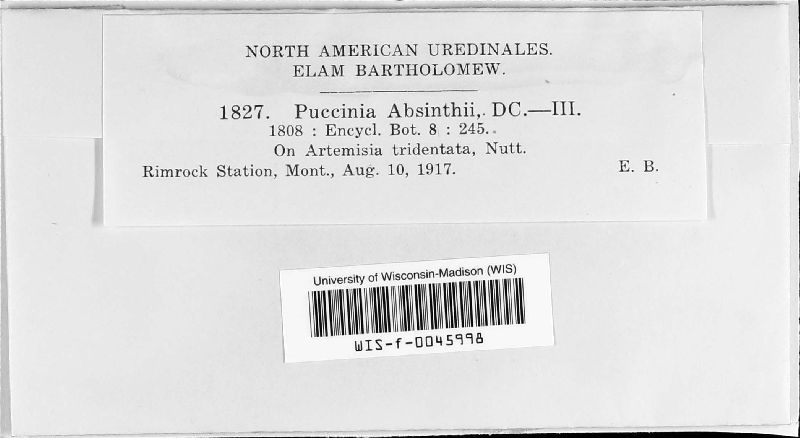 NORTH AMERICAN UREDINALES.
ELAM BARTHOLOMEW.
1827. Puccinia Absinthii, DC.—III.
1808 : Encycl. Bot. 8 : 245.
On Artemisia tridentata, Nutt.
Rimrock Station, Mont., Aug. 10, 1917. E. B.
University of Wisconsin-Madison (WIS)
WIS-f-0045998